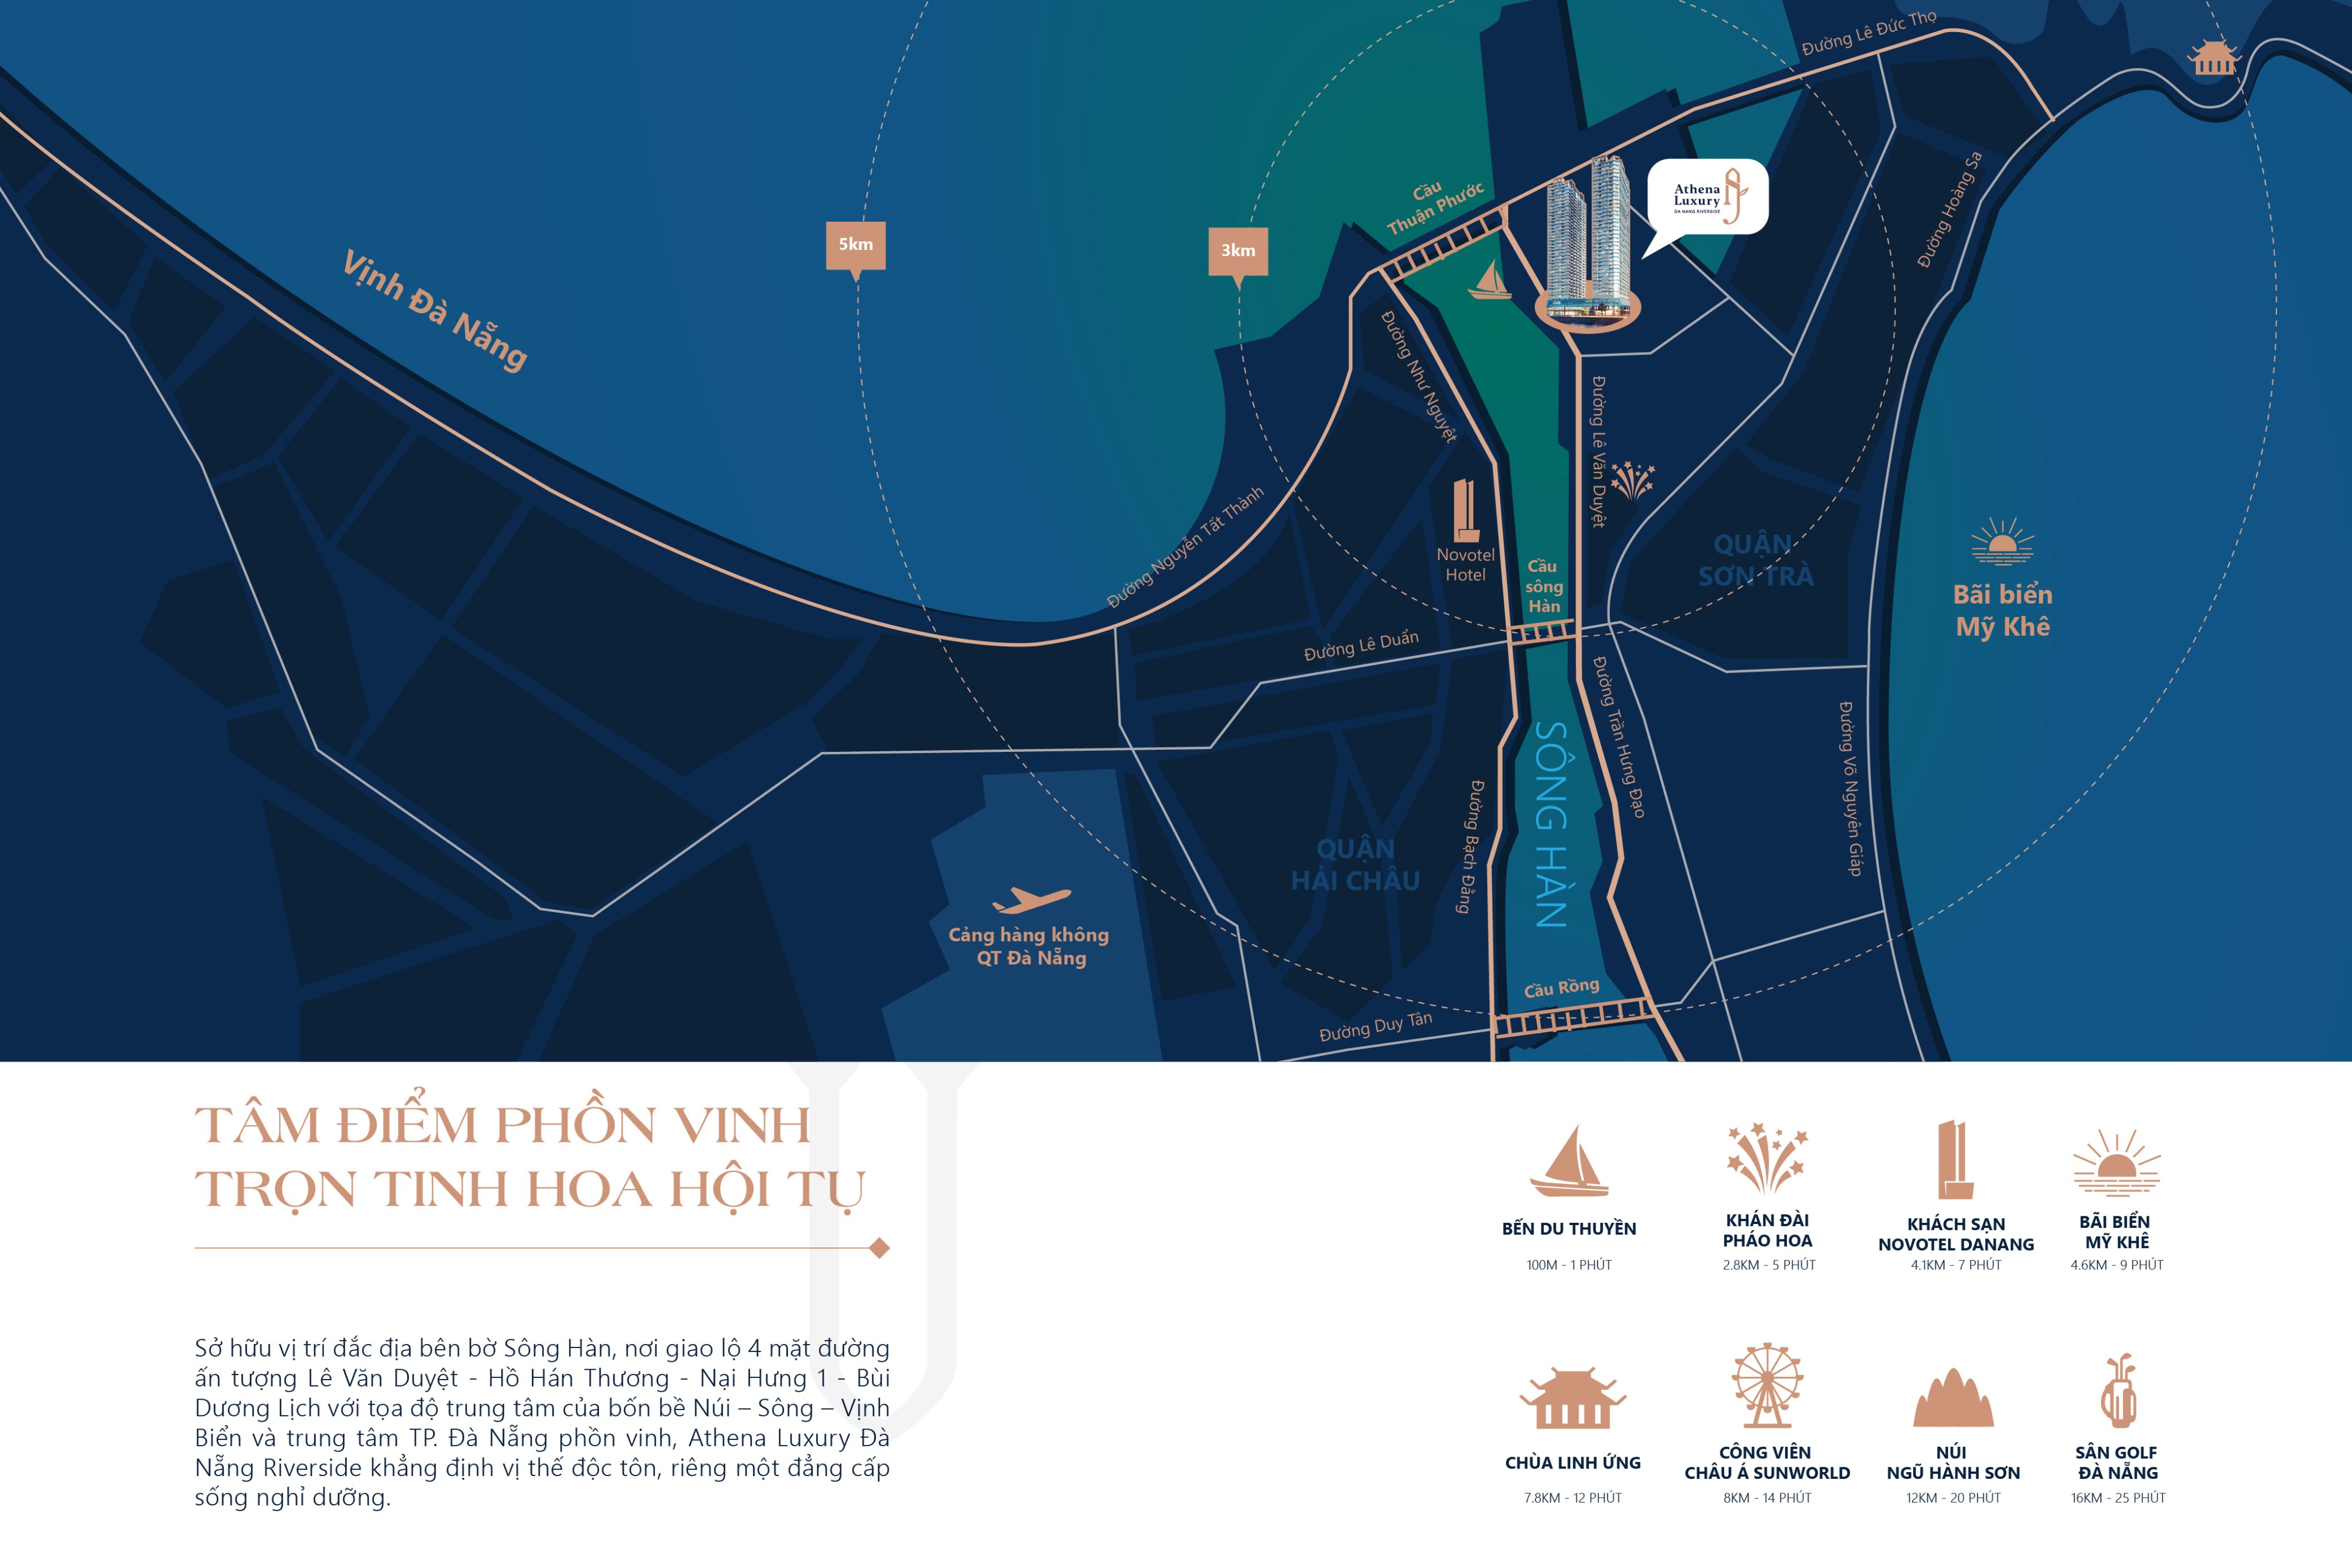 Đường Lê Đức Thọ
Athena
Luxury
DA NANG RIVERSIDE
Cầu
Thuận Phước
Đường Hoàng Sa
5km
3km
Vịnh Đà Nẵng
Đường Như Nguyệt
Đường Lê Văn Duyệt
Đường Nguyễn Tất Thành
Novotel
Hotel
Cầu
sông
Hàn
QUẬN
SƠN TRÀ
Bãi biển
Mỹ Khê
Đường Lê Duẩn
Đường Trần Hưng Đạo
SÔNG HÀN
Đường Võ Nguyên Giáp
Đường Bạch Đằng
QUẬN
HẢI CHÂU
Cảng hàng không
QT Đà Nẵng
Cầu Rồng
Đường Duy Tân
TÂM ĐIỂM PHỒN VINH
TRỌN TINH HOA HỘI TỤ
Sở hữu vị trí đắc địa bên bờ Sông Hàn, nơi giao lộ 4 mặt đường
ấn tượng Lê Văn Duyệt - Hồ Hán Thương - Nại Hưng 1 - Bùi
Dương Lịch với tọa độ trung tâm của bốn bề Núi – Sông – Vịnh
Biển và trung tâm TP. Đà Nẵng phồn vinh, Athena Luxury Đà
Nẵng Riverside khẳng định vị thế độc tôn, riêng một đẳng cấp
sống nghỉ dưỡng.
BẾN DU THUYỀN
100M - 1 PHÚT
KHÁN ĐÀI
PHÁO HOA
2.8KM - 5 PHÚT
KHÁCH SẠN
NOVOTEL DANANG
4.1KM - 7 PHÚT
BÃI BIỂN
MỸ KHÊ
4.6KM - 9 PHÚT
CHÙA LINH ỨNG
7.8KM - 12 PHÚT
CÔNG VIÊN
CHÂU Á SUNWORLD
8KM - 14 PHÚT
NÚI
NGŨ HÀNH SƠN
12KM - 20 PHÚT
SÂN GOLF
ĐÀ NẴNG
16KM - 25 PHÚT